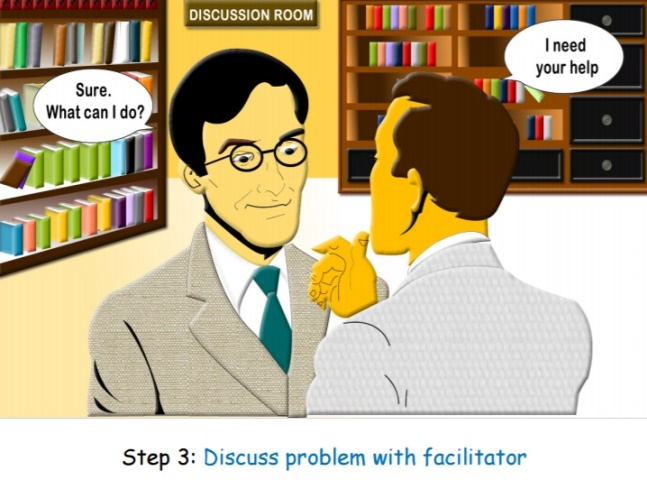 DISCUSSION ROOM
I need
your help
Sure.
What can I do?
Step 3: Discuss problem with facilitator